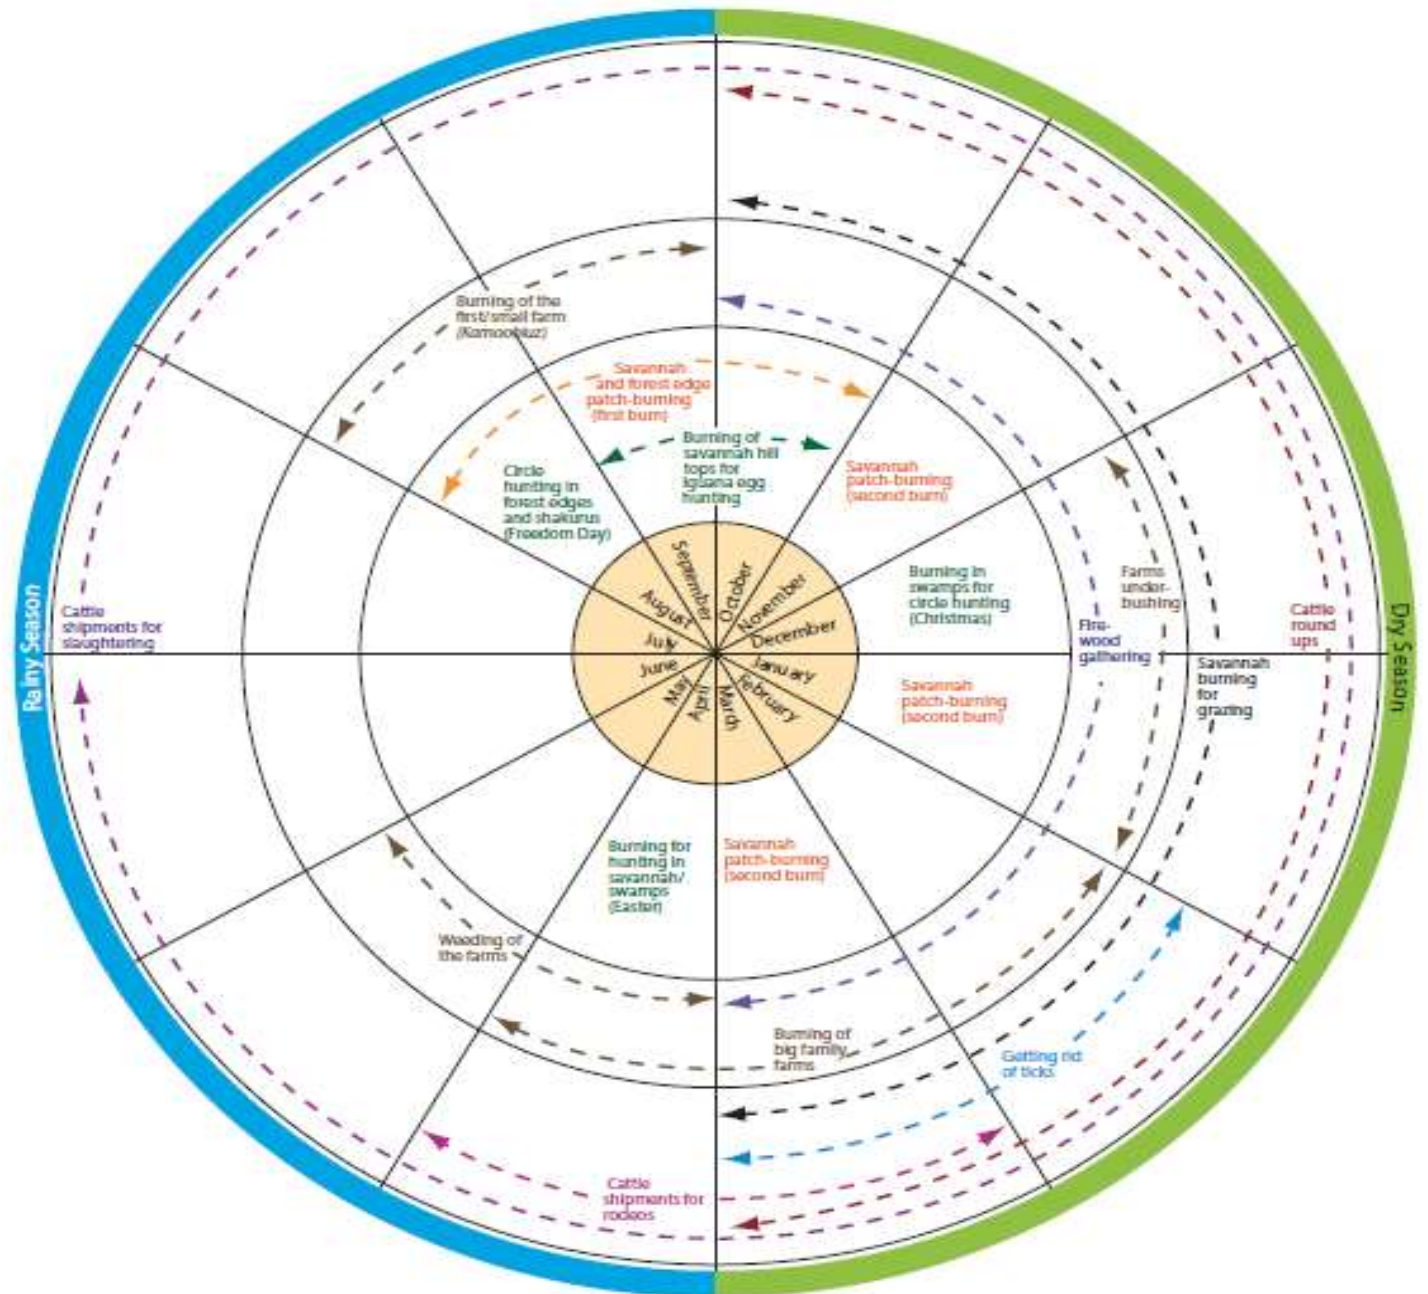 Rainy Season
Dry Season
Burning of the
first/small farm
(Kamoobluz)
Savannah
and forest edge
patch-burning
(first burn)
Burning of
savannah hill
tops for
iguana egg
hunting
Circle
hunting in
forest edges
and shakurus
(Freedom Day)
Savannah
patch-burning
(second burn)
Burning in
swamps for
circle hunting
(Christmas)
Farms
under-
bushing
Fire-
wood
gathering
Savannah
burning
for
grazing
Cattle
round
ups
Cattle
shipments for
slaughtering
September
October
November
December
January
February
March
April
May
June
July
August
Savannah
patch-burning
(second burn)
Burning for
hunting in
savannah/
swamps
(Easter)
Savannah
patch-burning
(second burn)
Weeding of
the farms
Burning of
big family
farms
Getting rid
of ticks
Cattle
shipments for
rodeos